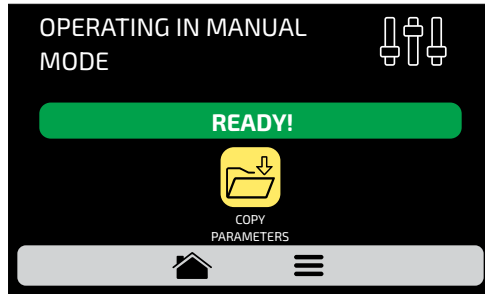 OPERATING IN MANUAL
MODE
READY!
COPY
PARAMETERS